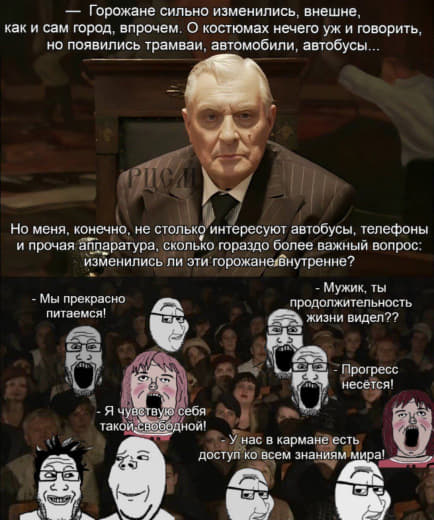 — Горожане сильно изменились, внешне,
как и сам город, впрочем. О костюмах нечего уж и говорить,
но появились трамваи, автомобили, автобусы...
РЦСМ
Но меня, конечно, не столько интересуют автобусы, телефоны
и прочая аппаратура, сколько гораздо более важный вопрос:
изменились ли эти горожане внутренне?
- Мы прекрасно
питаемся!
- Мужик, ты
продолжительность
жизни видел??
- Прогресс
несётся!
- Я чувствую себя
такой свободной!
- У нас в кармане есть
доступ ко всем знаниям мира!